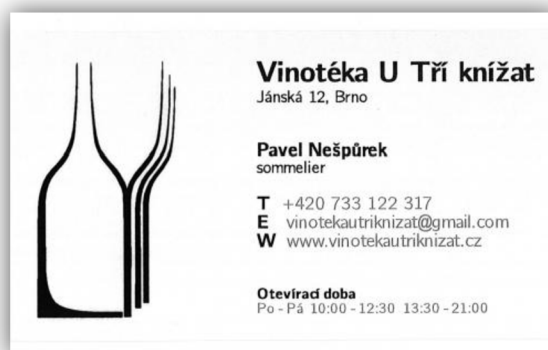 Vinotéka U Tří knížat
Jánská 12, Brno
Pavel Nešpůrek
sommelier
T +420 733 122 317
E vinotekautriknizat@gmail.com
W www.vinotekautriknizat.cz
Otevírací doba
Po - Pá 10:00 - 12:30 13:30 - 21:00